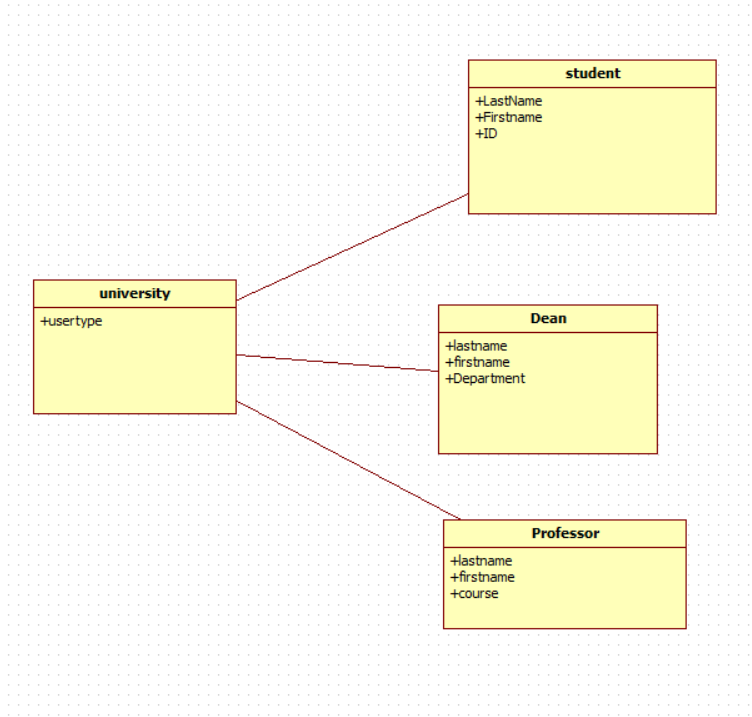 student
+LastName
+Firstname
+ID
university
+usertype
Dean
+lastname
+firstname
+Department
Professor
+lastname
+firstname
+course